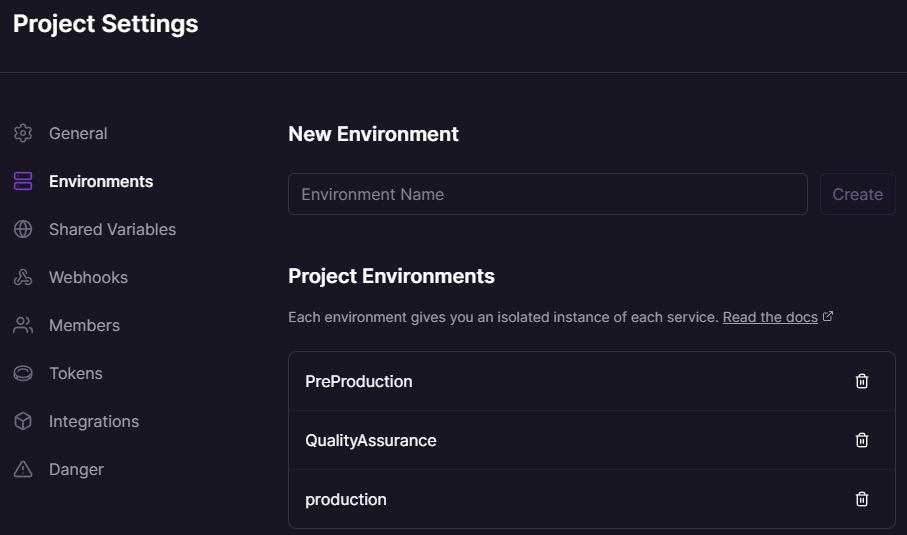 Project Settings
General
Environments
Shared Variables
Webhooks
Members
Tokens
Integrations
Danger
New Environment
Environment Name
Create
Project Environments
Each environment gives you an isolated instance of each service. Read the docs
PreProduction
QualityAssurance
production